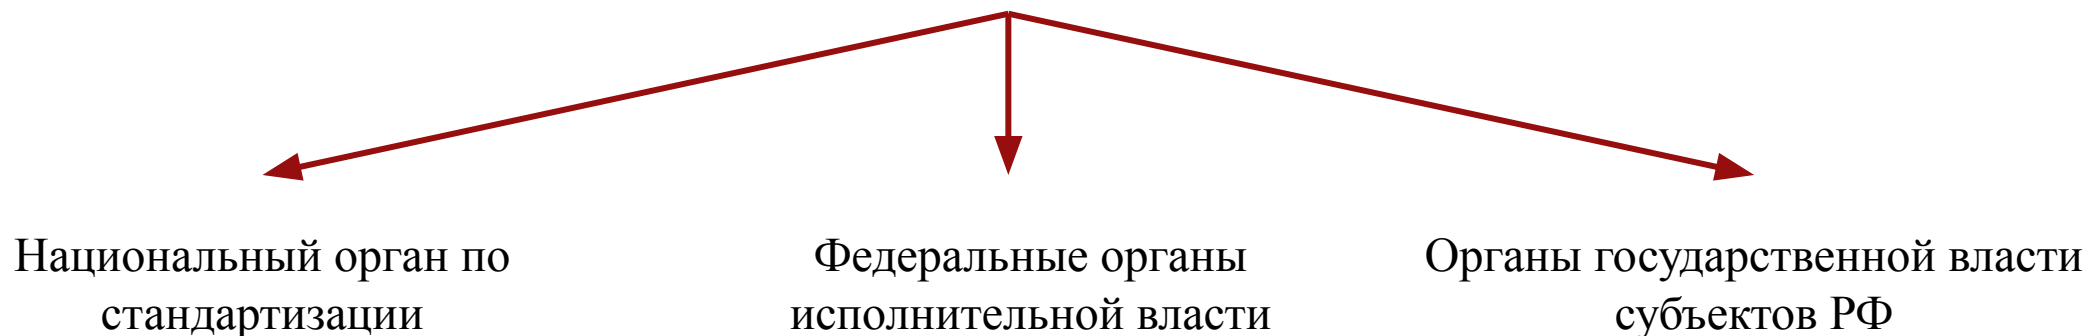 Национальный орган по
стандартизации
Федеральные органы
исполнительной власти
Органы государственной власти
субъектов РФ